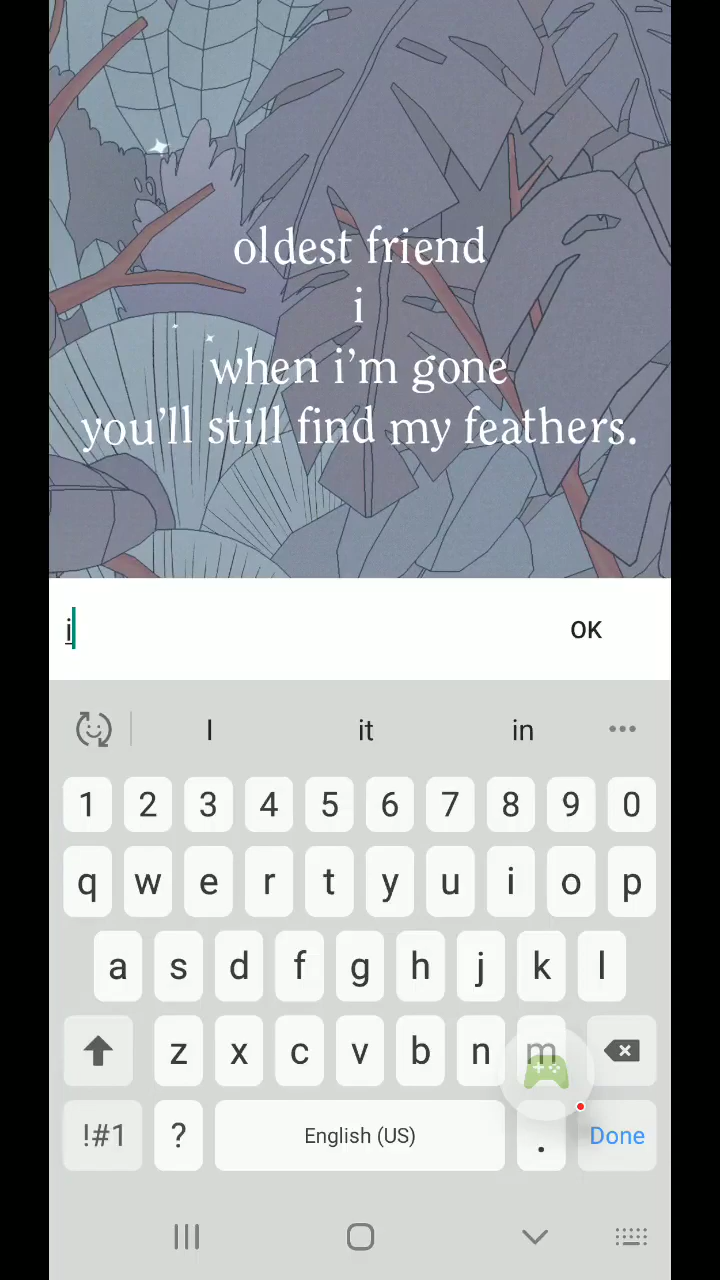 oldest friend
i
when i’m gone
you’ll still find my feathers.
i
OK
I it in
1 2 3 4 5 6 7 8 9 0
q w e r t y u i o p
a s d f g h j k l
z x c v b n m
!#1 ? English (US) . Done